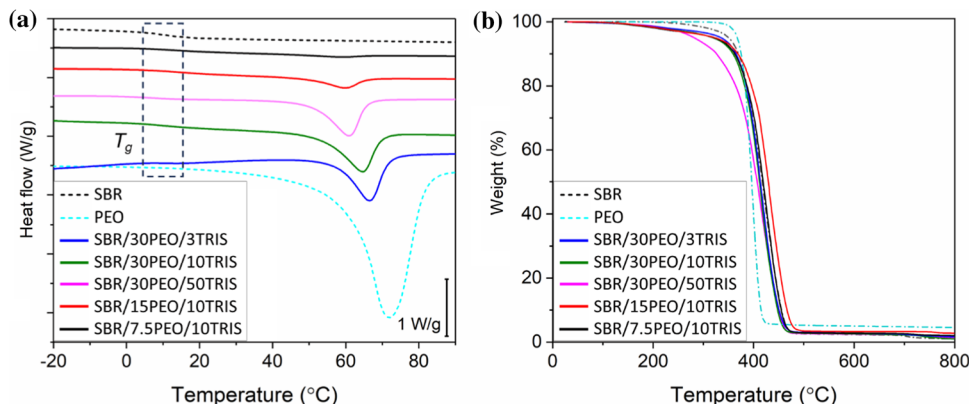 (a)
Heat flow (W/g)
Tg
SBR
PEO
SBR/30PEO/3TRIS
SBR/30PEO/10TRIS
SBR/30PEO/50TRIS
SBR/15PEO/10TRIS
SBR/7.5PEO/10TRIS
1 W/g
-20 0 20 40 60 80
Temperature (°C)
(b)
Weight (%)
100
80
60
40
20
0
SBR
PEO
SBR/30PEO/3TRIS
SBR/30PEO/10TRIS
SBR/30PEO/50TRIS
SBR/15PEO/10TRIS
SBR/7.5PEO/10TRIS
0 200 400 600 800
Temperature (°C)